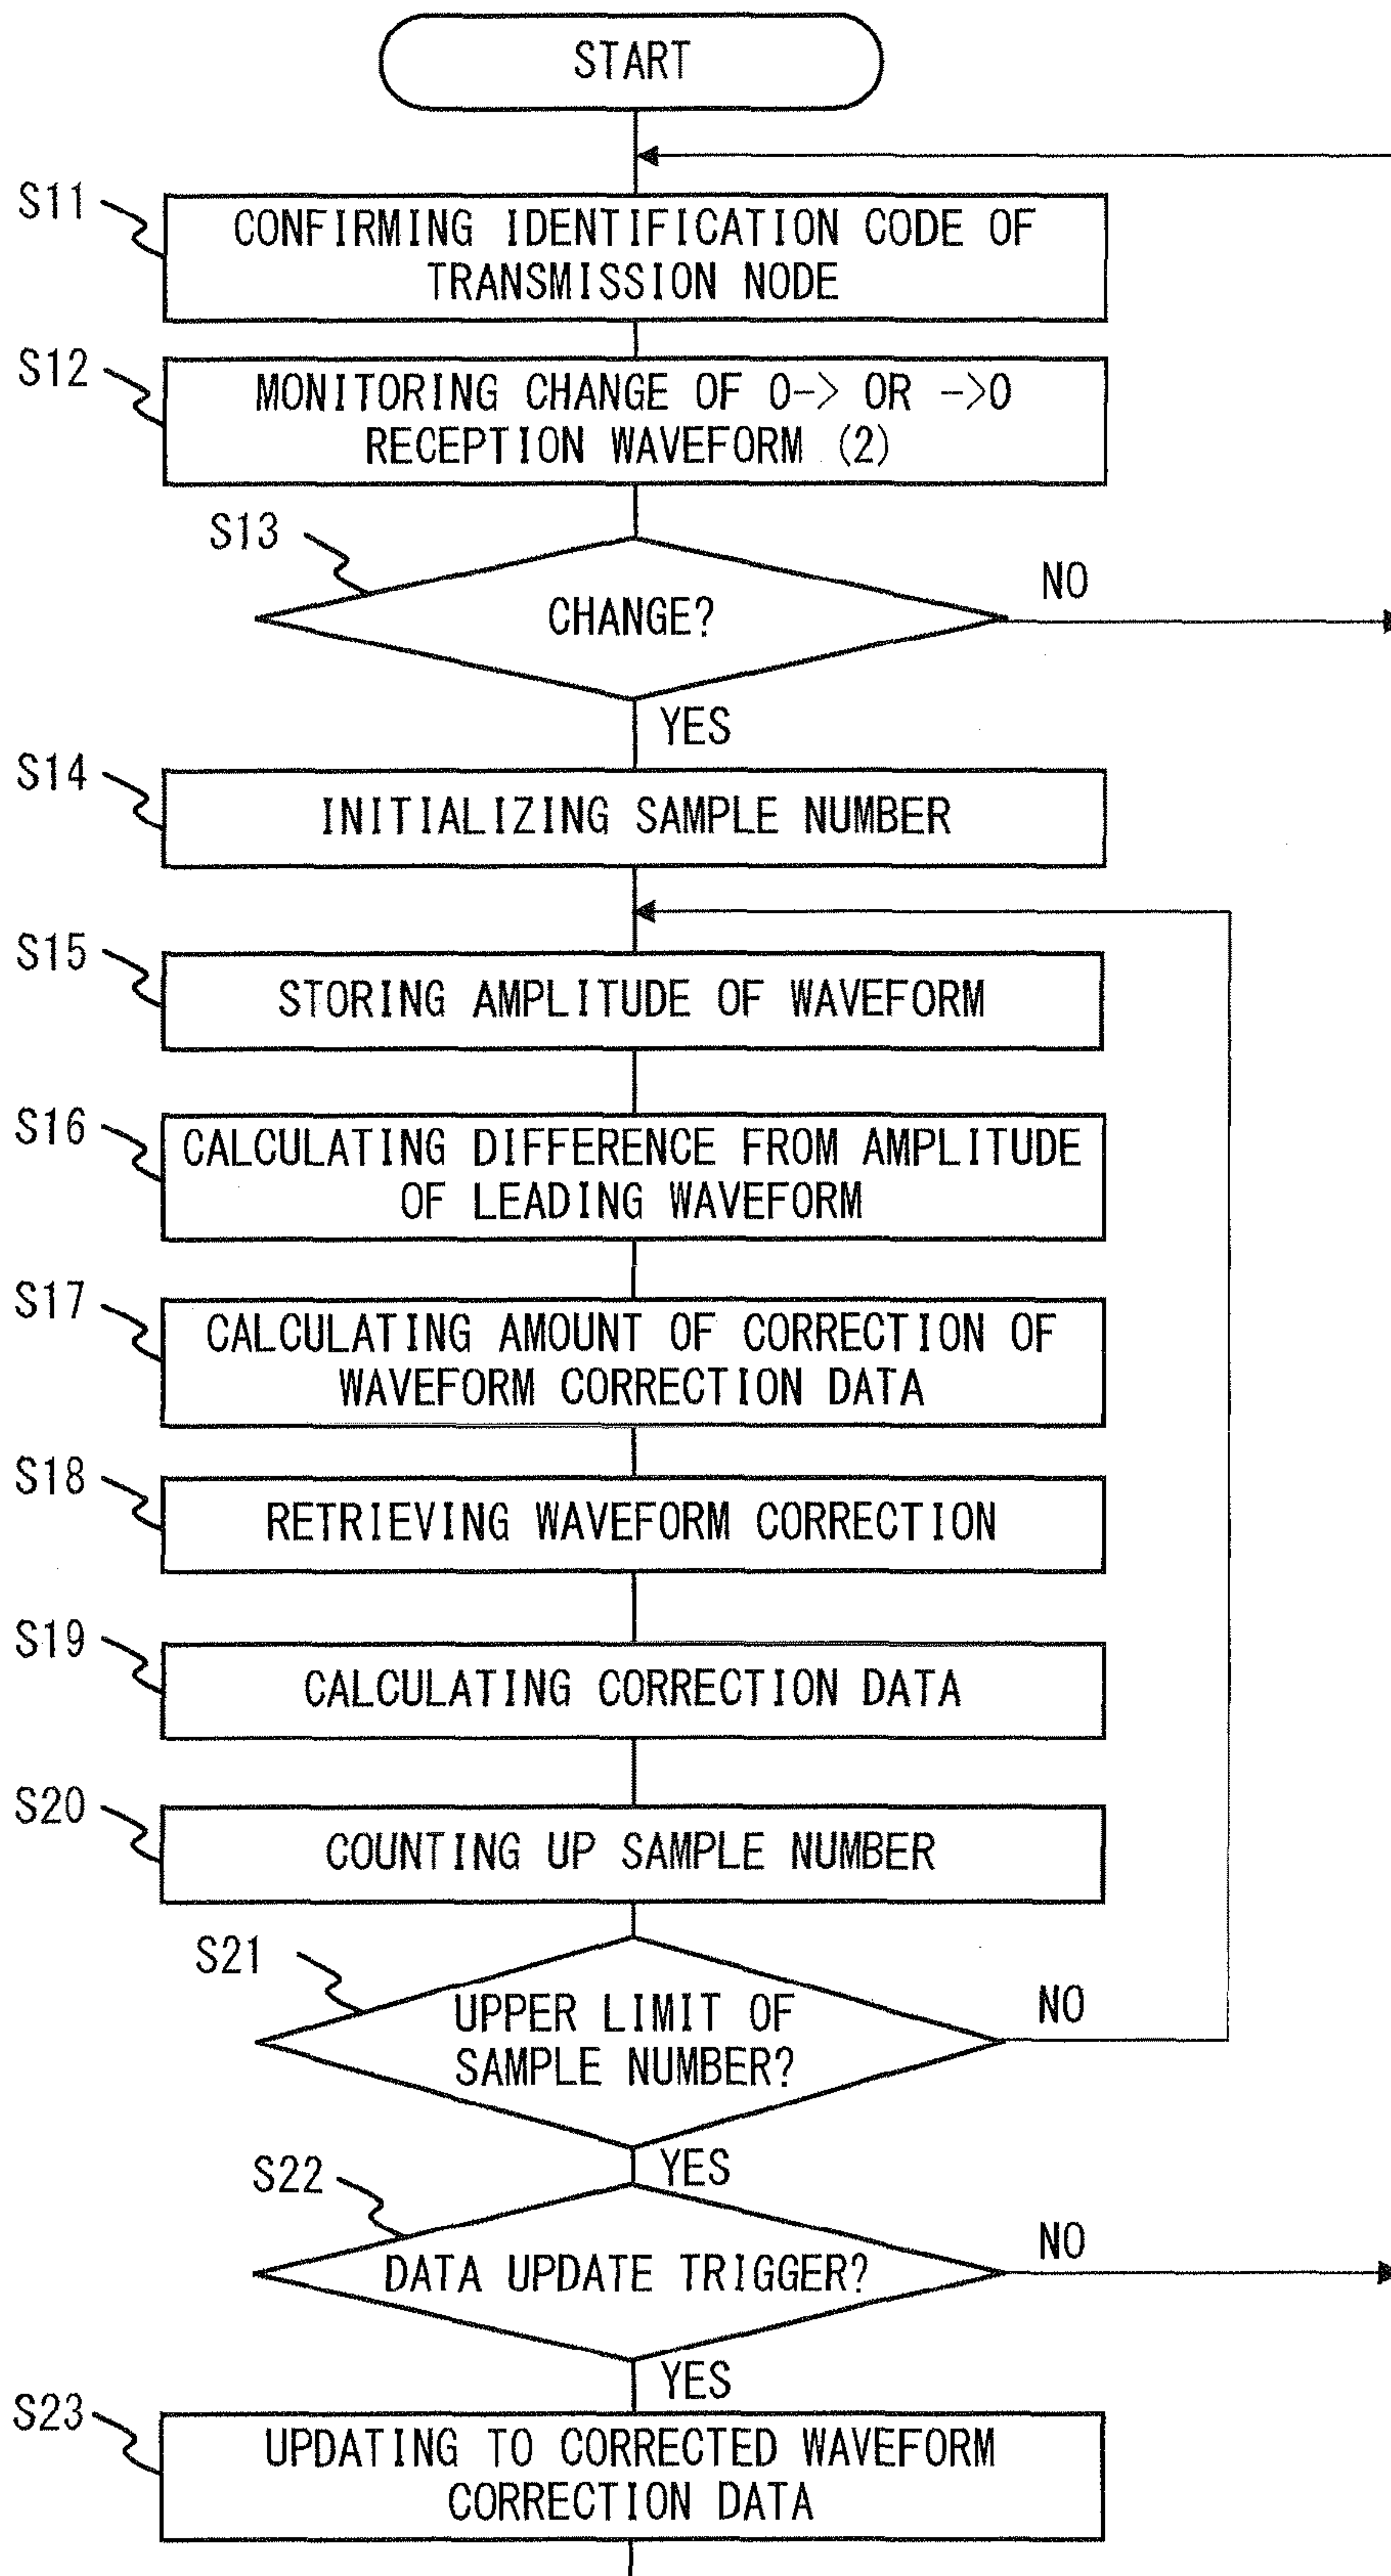 START
S11
CONFIRMING IDENTIFICATION CODE OF
TRANSMISSION NODE
S12
MONITORING CHANGE OF 0-> OR ->0
RECEPTION WAVEFORM (2)
S13
CHANGE?
NO
YES
S14
INITIALIZING SAMPLE NUMBER
S15
STORING AMPLITUDE OF WAVEFORM
S16
CALCULATING DIFFERENCE FROM AMPLITUDE
OF LEADING WAVEFORM
S17
CALCULATING AMOUNT OF CORRECTION OF
WAVEFORM CORRECTION DATA
S18
RETRIEVING WAVEFORM CORRECTION
S19
CALCULATING CORRECTION DATA
S20
COUNTING UP SAMPLE NUMBER
S21
UPPER LIMIT OF
SAMPLE NUMBER?
NO
YES
S22
DATA UPDATE TRIGGER?
NO
YES
S23
UPDATING TO CORRECTED WAVEFORM
CORRECTION DATA